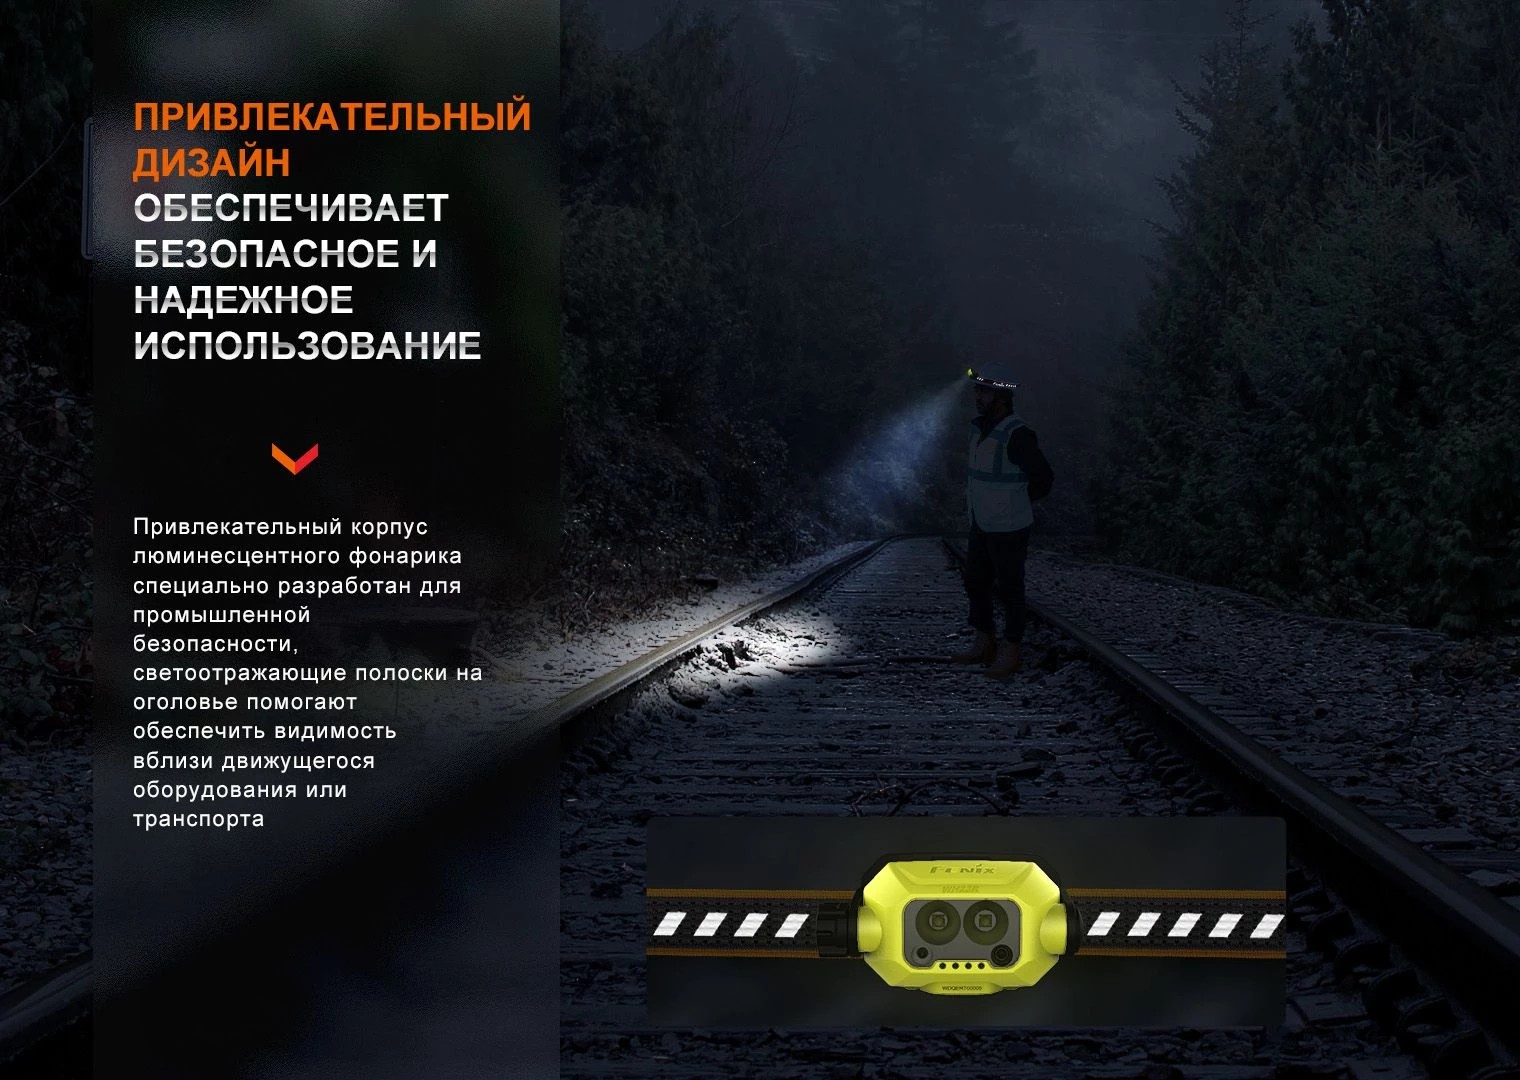 ПРИВЛЕКАТЕЛЬНЫЙ
ДИЗАЙН
ОБЕСПЕЧИВАЕТ
БЕЗОПАСНОЕ И
НАДЕЖНОЕ
ИСПОЛЬЗОВАНИЕ
Привлекательный корпус
люминесцентного фонарика
специально разработан для
промышленной
безопасности,
светоотражающие полоски на
оголовье помогают
обеспечить видимость
вблизи движущегося
оборудования или
транспорта
Fenix
WH23R